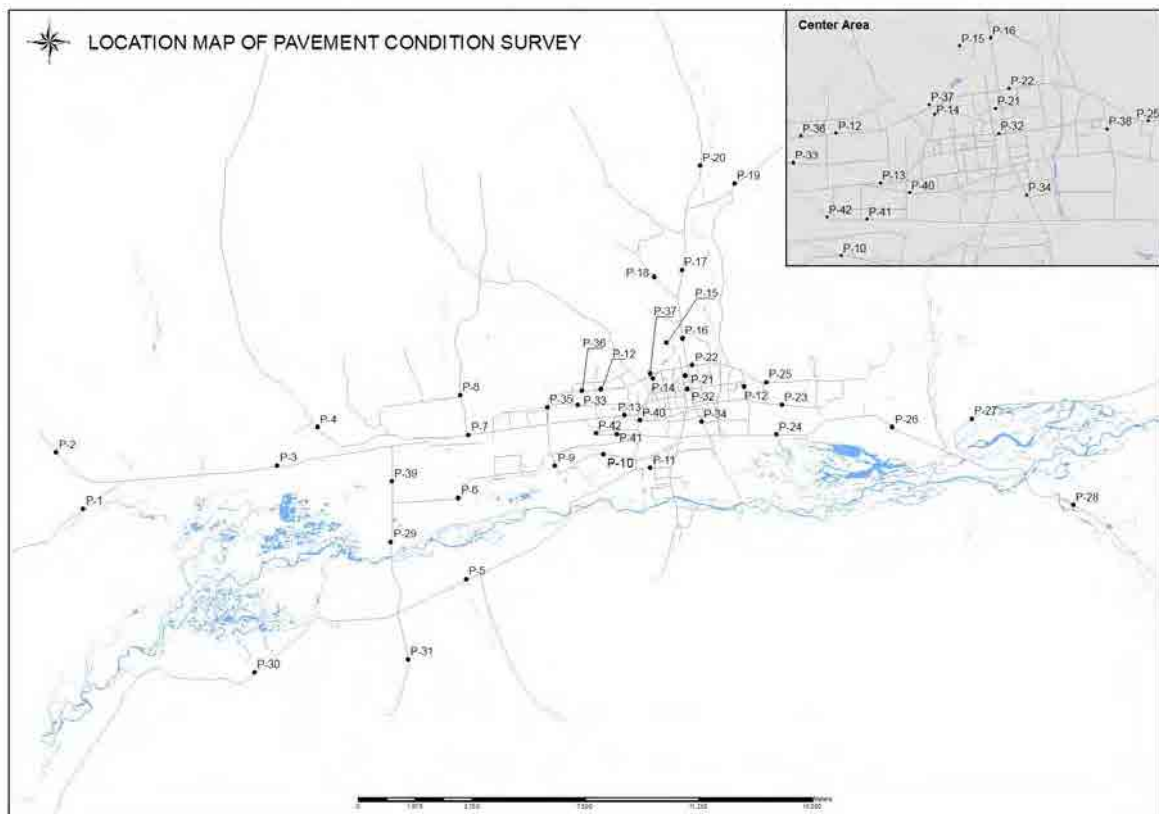 LOCATION MAP OF PAVEMENT CONDITION SURVEY
Center Area
P-16
P-15
P-22
P-37
P-21
P-14
P-25
P-36
P-12
P-32
P-38
P-33
P-13
P-40
P-34
P-42
P-41
P-10
P-20
P-19
P-17
P-18
P-15
P-37
P-16
P-36
P-12
P-22
P-14
P-21
P-25
P-8
P-35
P-33
P-32
P-12
P-23
P-13
P-40
P-34
P-4
P-7
P-42
P-41
P-24
P-26
P-27
P-2
P-3
P-9
P-10
P-11
P-39
P-6
P-1
P-28
P-29
P-5
P-31
P-30
0